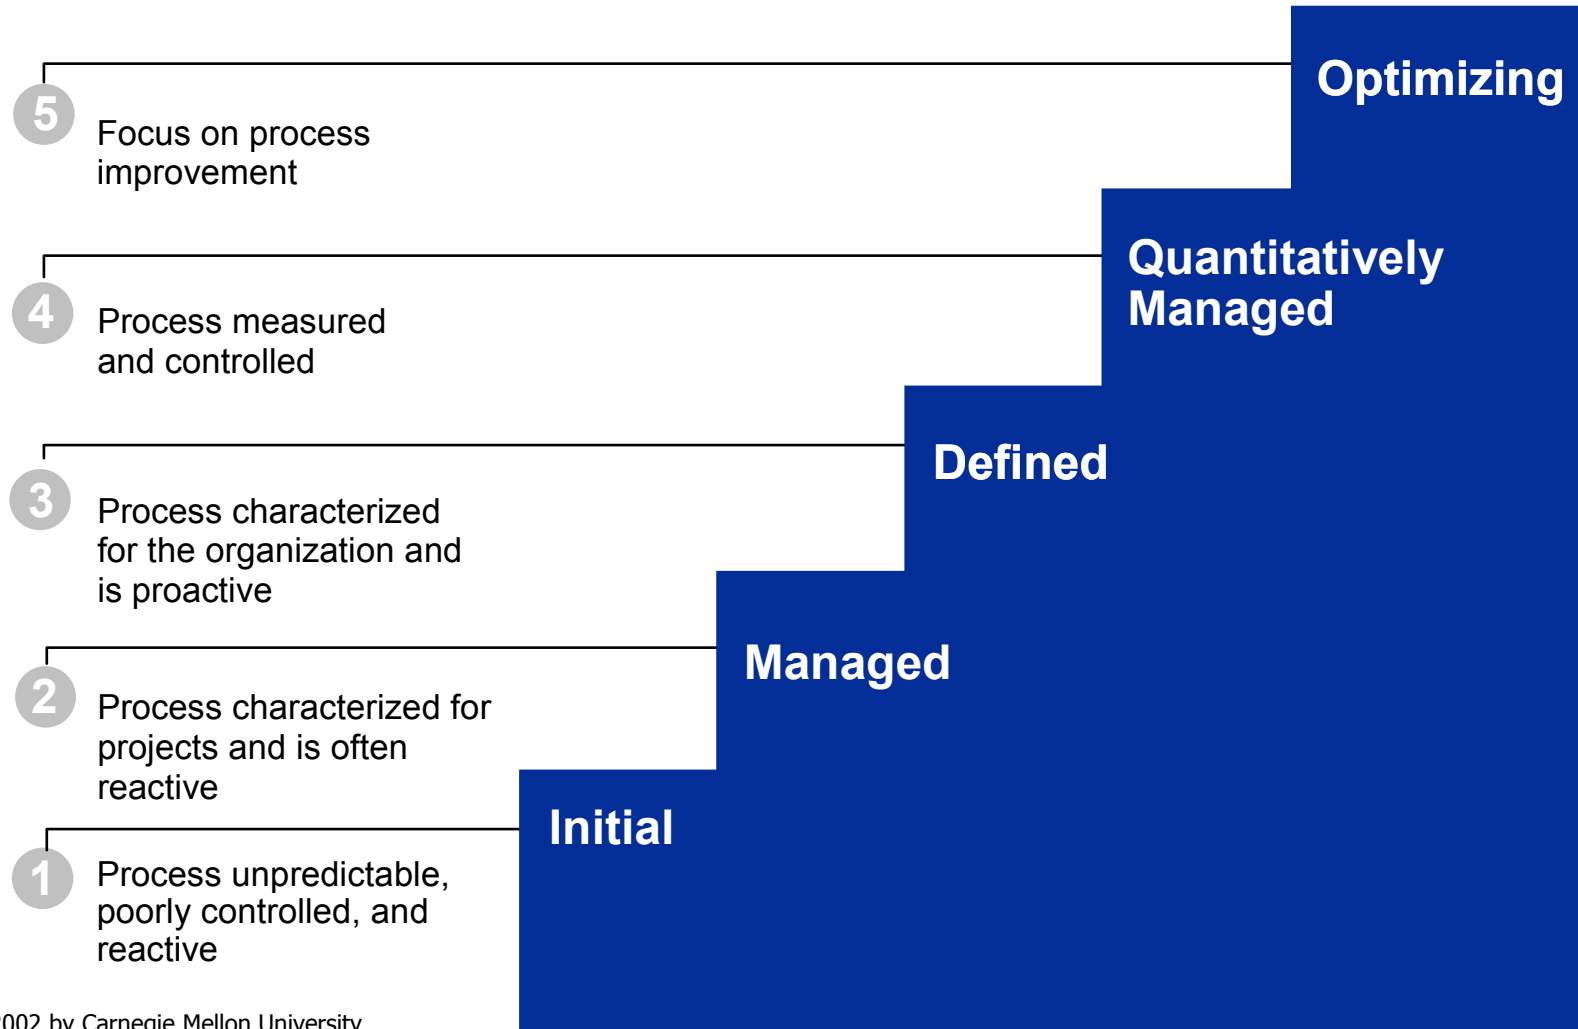 Optimizing
5
Focus on process
improvement
Quantitatively
Managed
4
Process measured
and controlled
Defined
3
Process characterized
for the organization and
is proactive
Managed
2
Process characterized for
projects and is often
reactive
Initial
1
Process unpredictable,
poorly controlled, and
reactive
2002 by Carnegie Mellon University